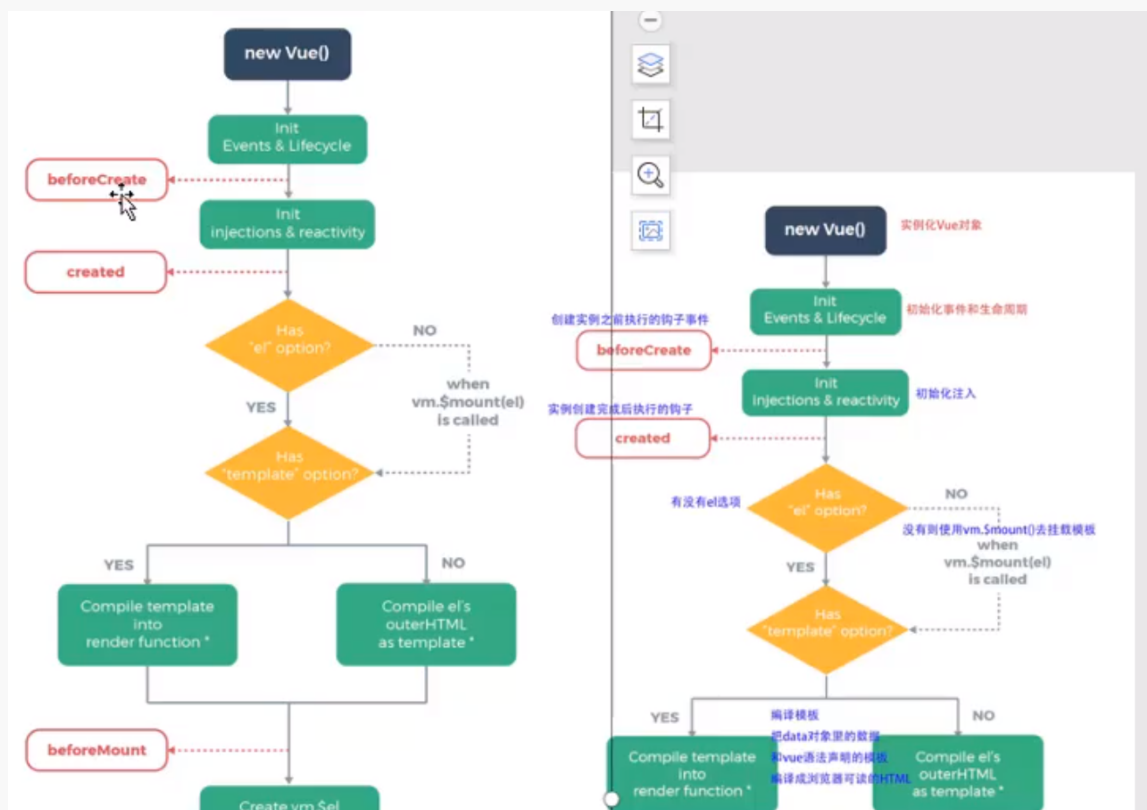 new Vue()
Init
Events & Lifecycle
beforeCreate
Init
injections & reactivity
created
Has
"el" option?
NO
when
vm.$mount(el)
is called
YES
Has
"template" option?
YES
NO
Compile template
into
render function *
Compile el's
outerHTML
as template *
beforeMount
Create vm.$el
new Vue()
实例化Vue对象
Init
Events & Lifecycle
初始化事件和生命周期
创建实例之前执行的钩子事件
beforeCreate
Init
injections & reactivity
初始化注入
实例创建完成后执行的钩子
created
有没有el选项
Has
"el" option?
NO
没有则使用vm.$mount()去挂载模板
when
vm.$mount(el)
is called
YES
Has
"template" option?
YES
NO
编译模板
把data对象里的数据
和vue语法声明的模板
编译成浏览器可读的HTML
Compile template
into
render function *
Compile el's
outerHTML
as template *